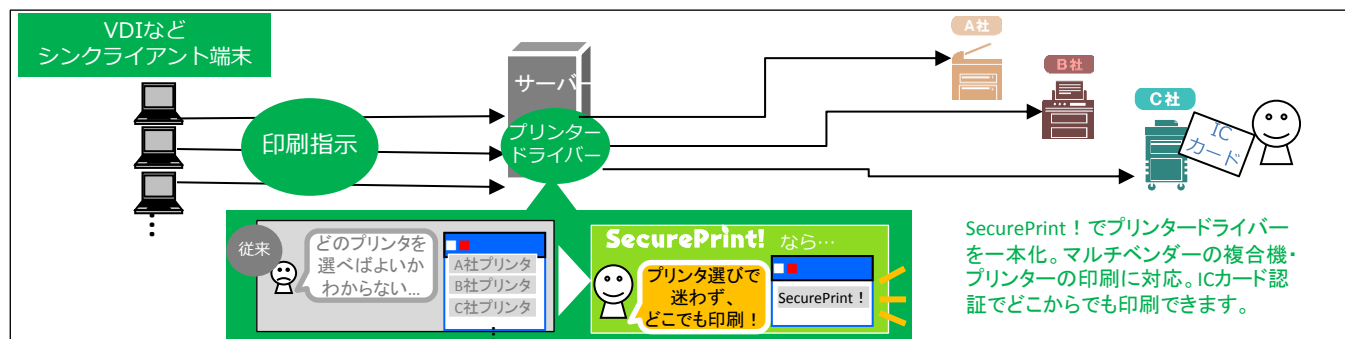 VDIなど
シンクライアント端末
印刷指示
サーバー
プリンター
ドライバー
A社
B社
C社
IC
カード
従来
どのプリンタを
選べばよいか
わからない…
A社プリンタ
B社プリンタ
C社プリンタ
SecurePrint! なら…
プリンタ選びで
迷わず、
どこでも印刷！
SecurePrint！
SecurePrint！でプリンタードライバー
を一本化。マルチベンダーの複合機・
プリンターの印刷に対応。ICカード認
証でどこからでも印刷できます。